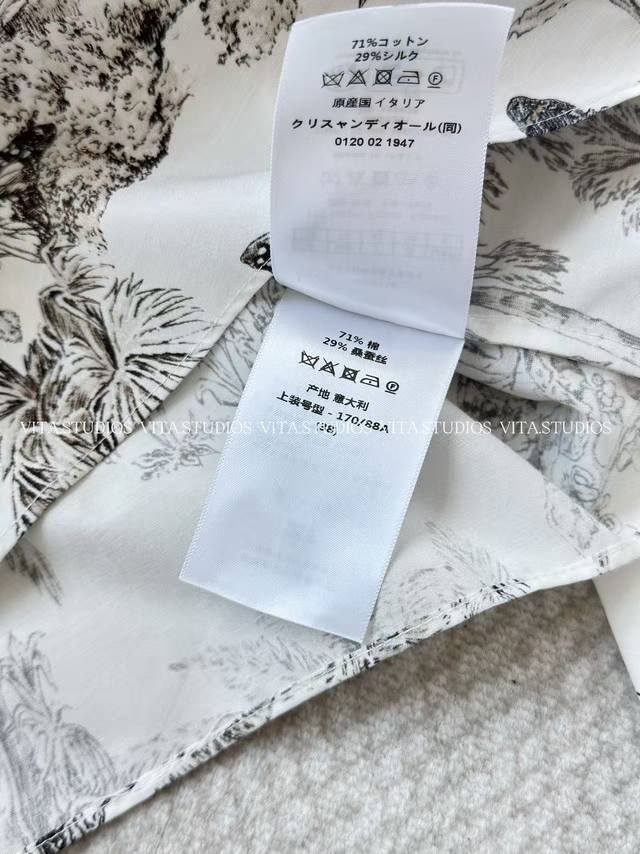 71%コットン
29%シルク
原産国 イタリア
クリスャンディオール(同)
0120 02 1947
71% 棉
29% 桑蚕丝
产地 意大利
上装号型 - 170/88A
VITA.STUDIOS VITA.STUDIOS VITA.STUDIOS VITA.STUDIOS VITA.STUDIOS